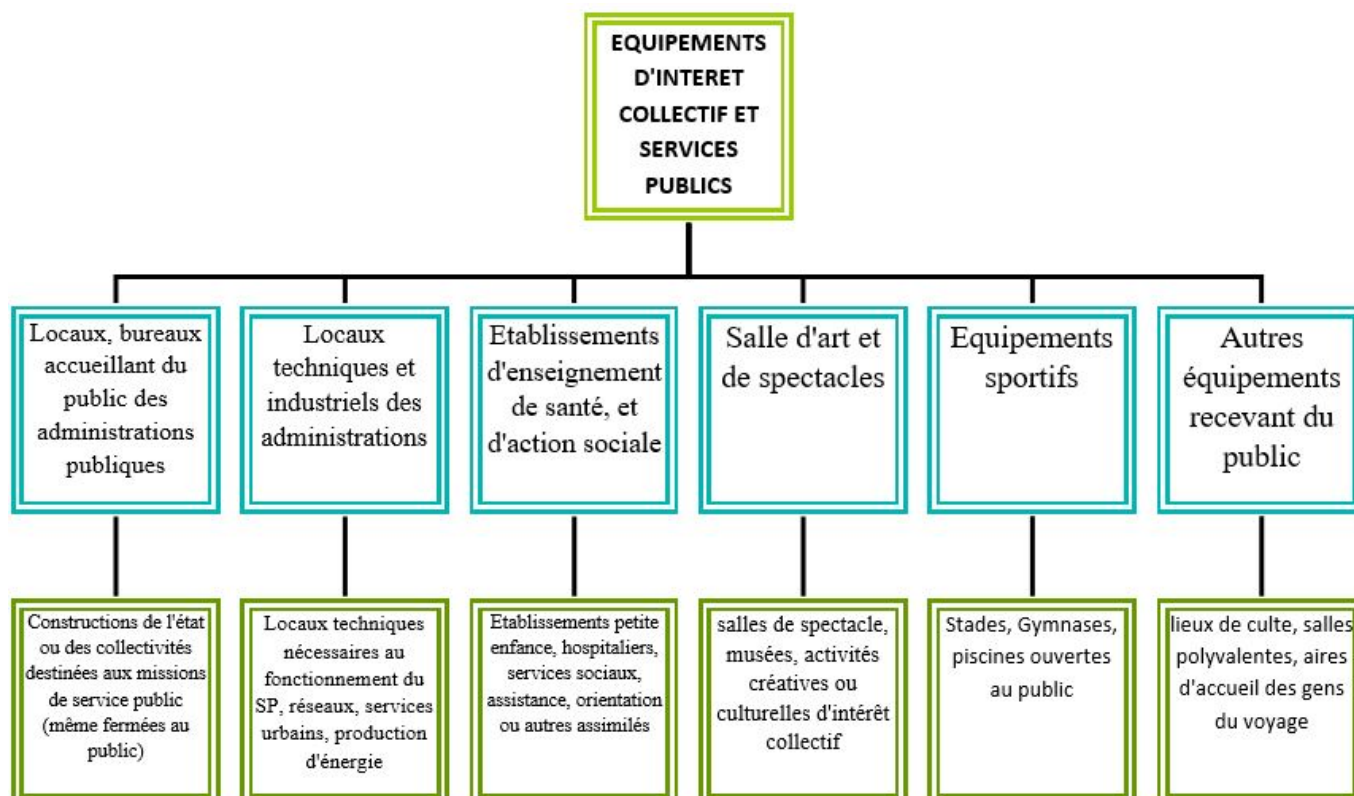 EQUIPEMENTS
D'INTERET
COLLECTIF ET
SERVICES
PUBLICS
Locaux, bureaux
accueillant du
public des
administrations
publiques
Locaux
techniques et
industriels des
administrations
Etablissements
d'enseignement
de santé, et
d'action sociale
Salle d'art et
de spectacles
Equipements
sportifs
Autres
équipements
recevant du
public
Constructions de l'état
ou des collectivités
destinées aux missions
de service public
(même fermées au
public)
Locaux techniques
nécessaires au
fonctionnement du
SP, réseaux, services
urbains, production
d'énergie
Etablissements petite
enfance, hospitaliers,
services sociaux,
assistance, orientation
ou autres assimilés
salles de spectacle,
musées, activités
créatives ou
culturelles d'intérêt
collectif
Stades, Gymnases,
piscines ouvertes
au public
lieux de culte, salles
polyvalentes, aires
d'accueil des gens
du voyage